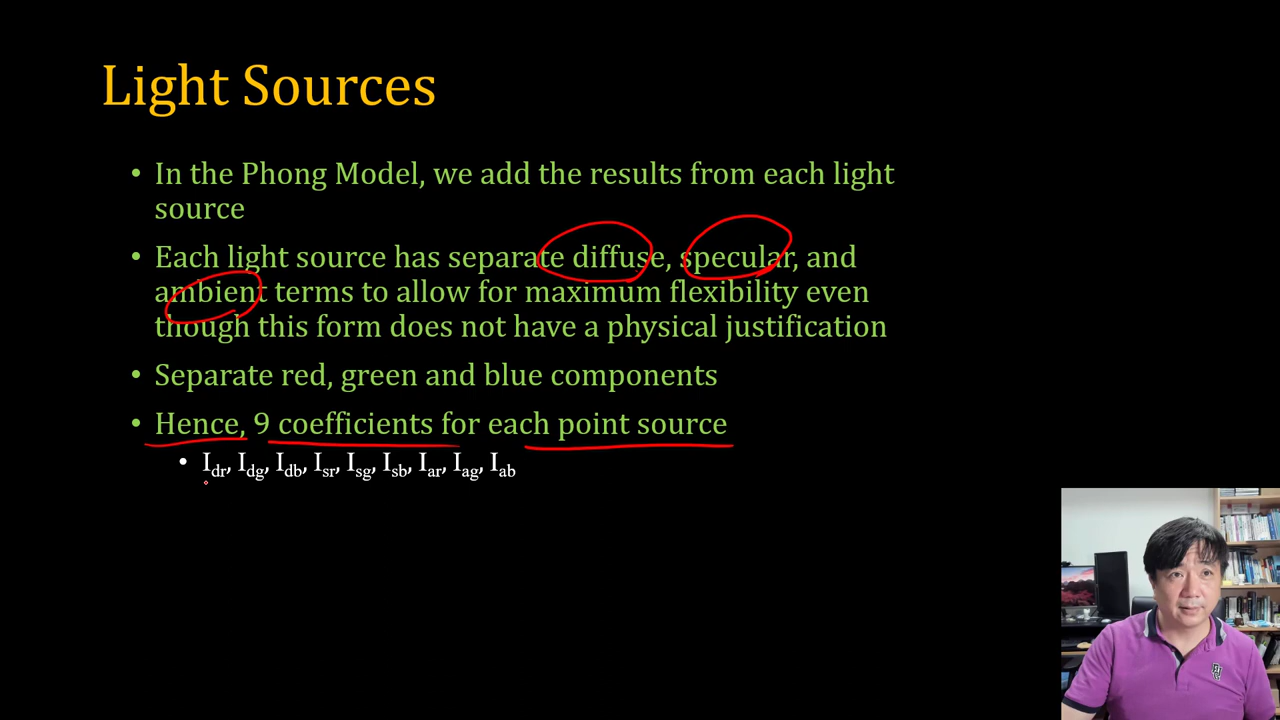 Light Sources
• In the Phong Model, we add the results from each light
source
• Each light source has separate diffuse, specular, and
ambient terms to allow for maximum flexibility even
though this form does not have a physical justification
• Separate red, green and blue components
• Hence, 9 coefficients for each point source
• I_dr, I_dg, I_db, I_sr, I_sg, I_sb, I_ar, I_ag, I_ab